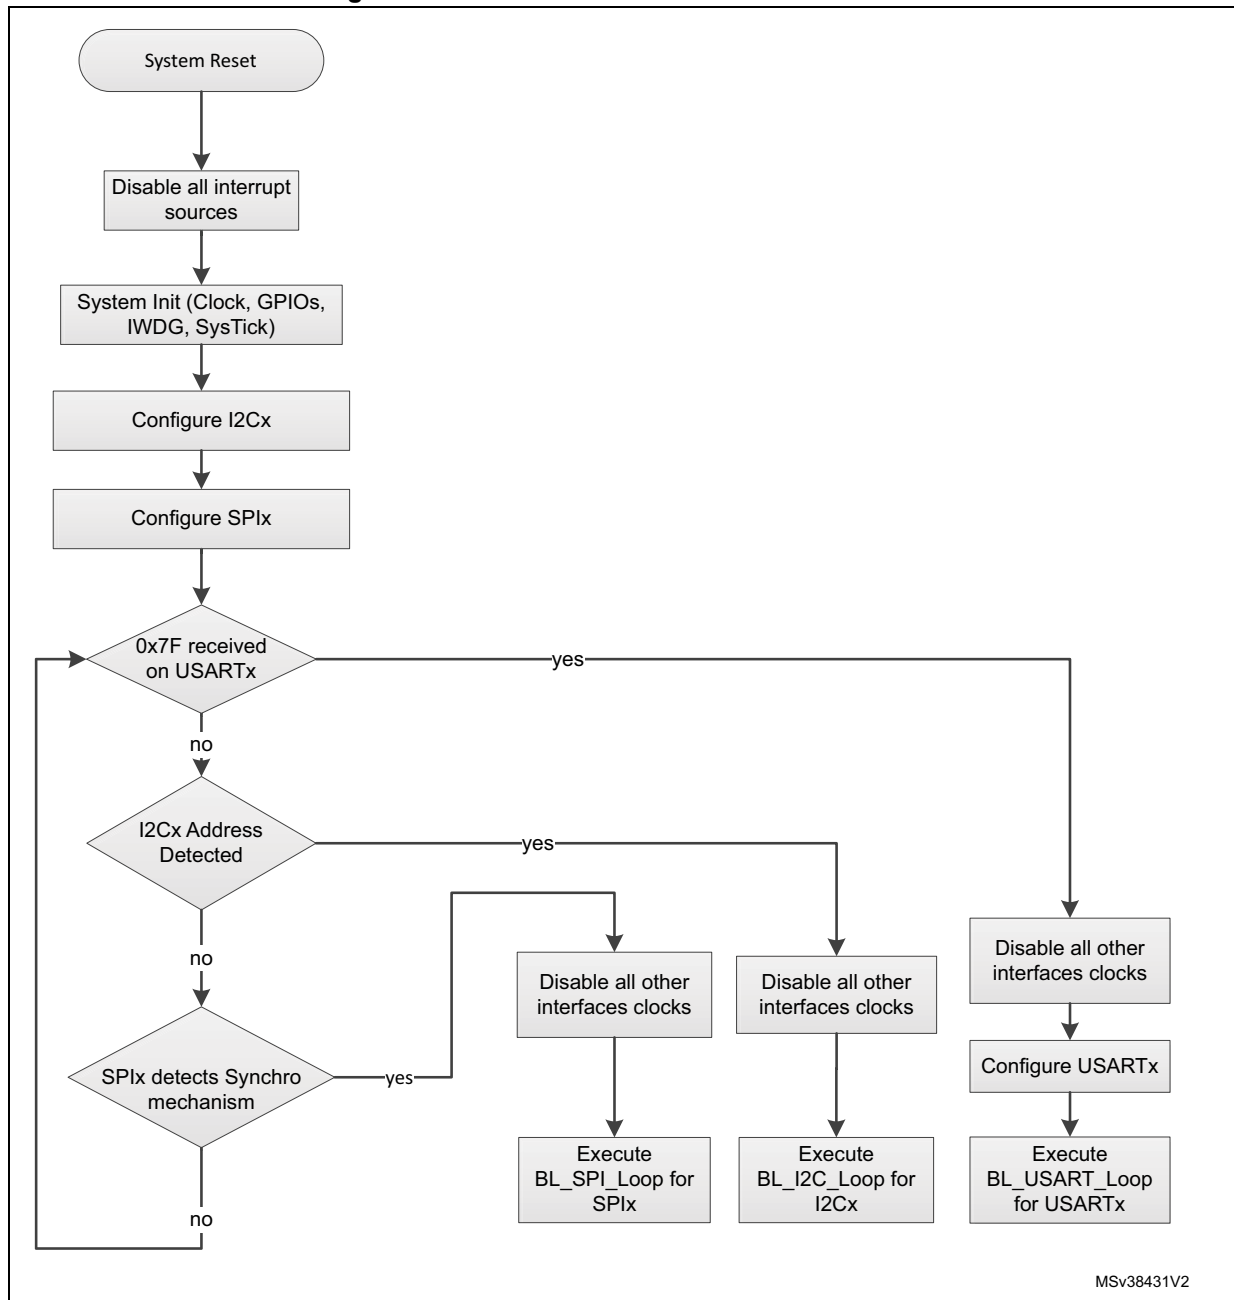 System Reset
Disable all interrupt
sources
System Init (Clock, GPIOs,
IWDG, SysTick)
Configure I2Cx
Configure SPIx
0x7F received
on USARTx
yes
no
I2Cx Address
Detected
yes
no
SPIx detects Synchro
mechanism
yes
no
Disable all other
interfaces clocks
Execute
BL_SPI_Loop for
SPIx
Disable all other
interfaces clocks
Execute
BL_I2C_Loop for
I2Cx
Disable all other
interfaces clocks
Configure USARTx
Execute
BL_USART_Loop
for USARTx
MSv38431V2